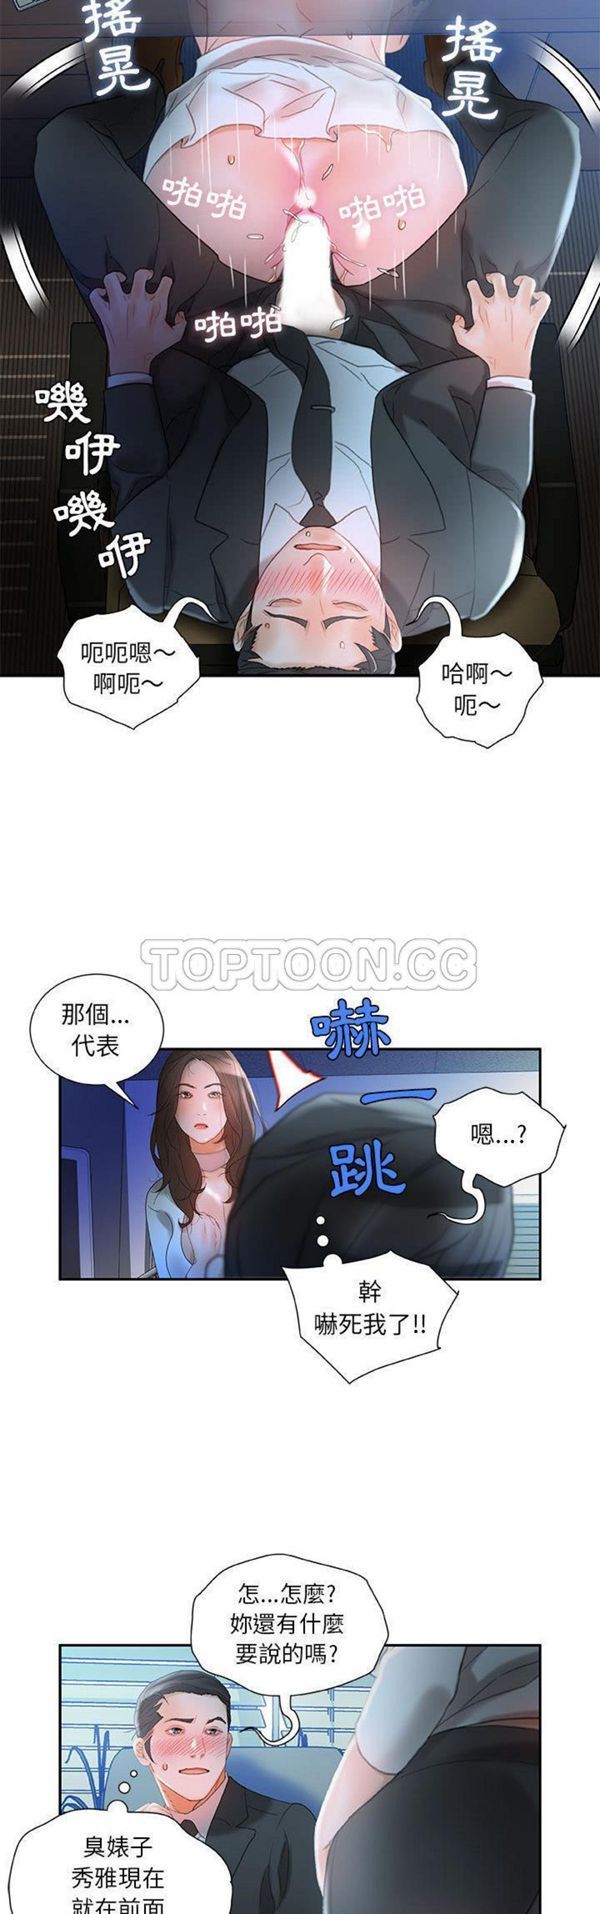 搖晃
搖晃
啪啪
啪啪
啪啪
嘰
咿
嘰
咿
呃呃嗯～
啊呃～
哈啊～
呃～
TOPTOON.CC
那個...
代表
嚇
一
跳
嗯...?
幹
嚇死我了!!
怎...怎麼?
妳還有什麼
要說的嗎?
臭婊子
秀雅現在
就在前面